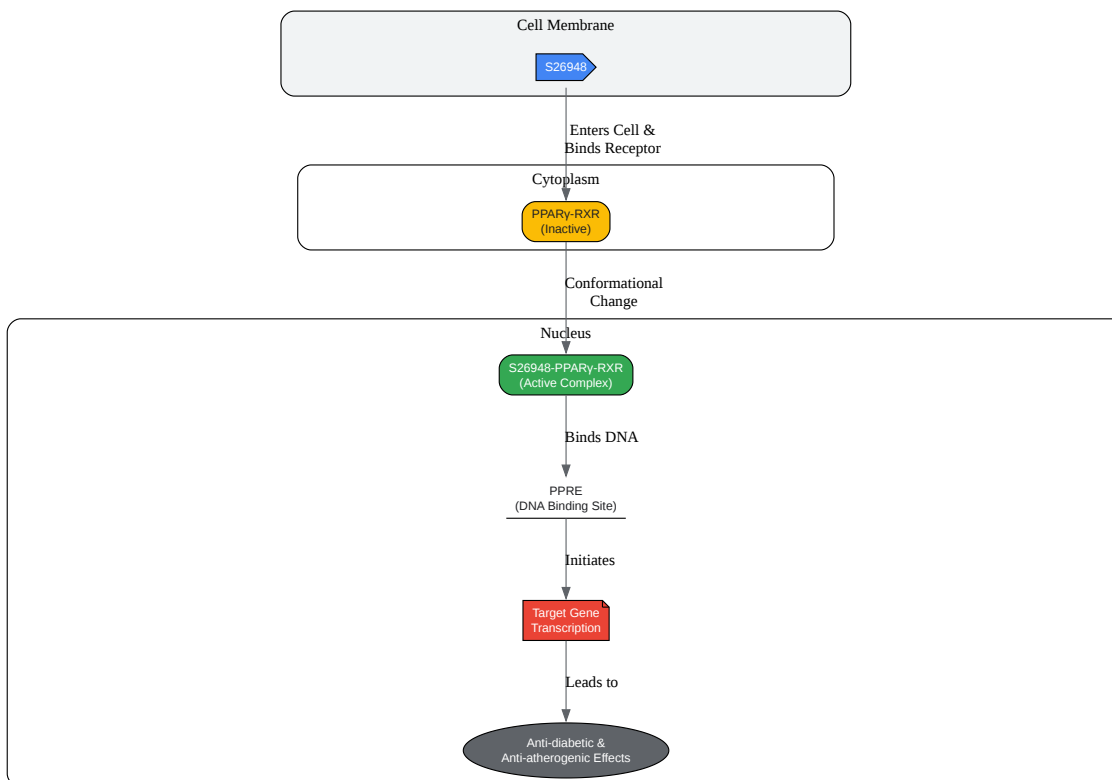 Cell Membrane
S26948
Enters Cell &
Binds Receptor
Cytoplasm
PPARγ-RXR
(Inactive)
Conformational
Change
Nucleus
S26948-PPARγ-RXR
(Active Complex)
Binds DNA
PPRE
(DNA Binding Site)
Initiates
Target Gene
Transcription
Leads to
Anti-diabetic &
Anti-atherogenic Effects